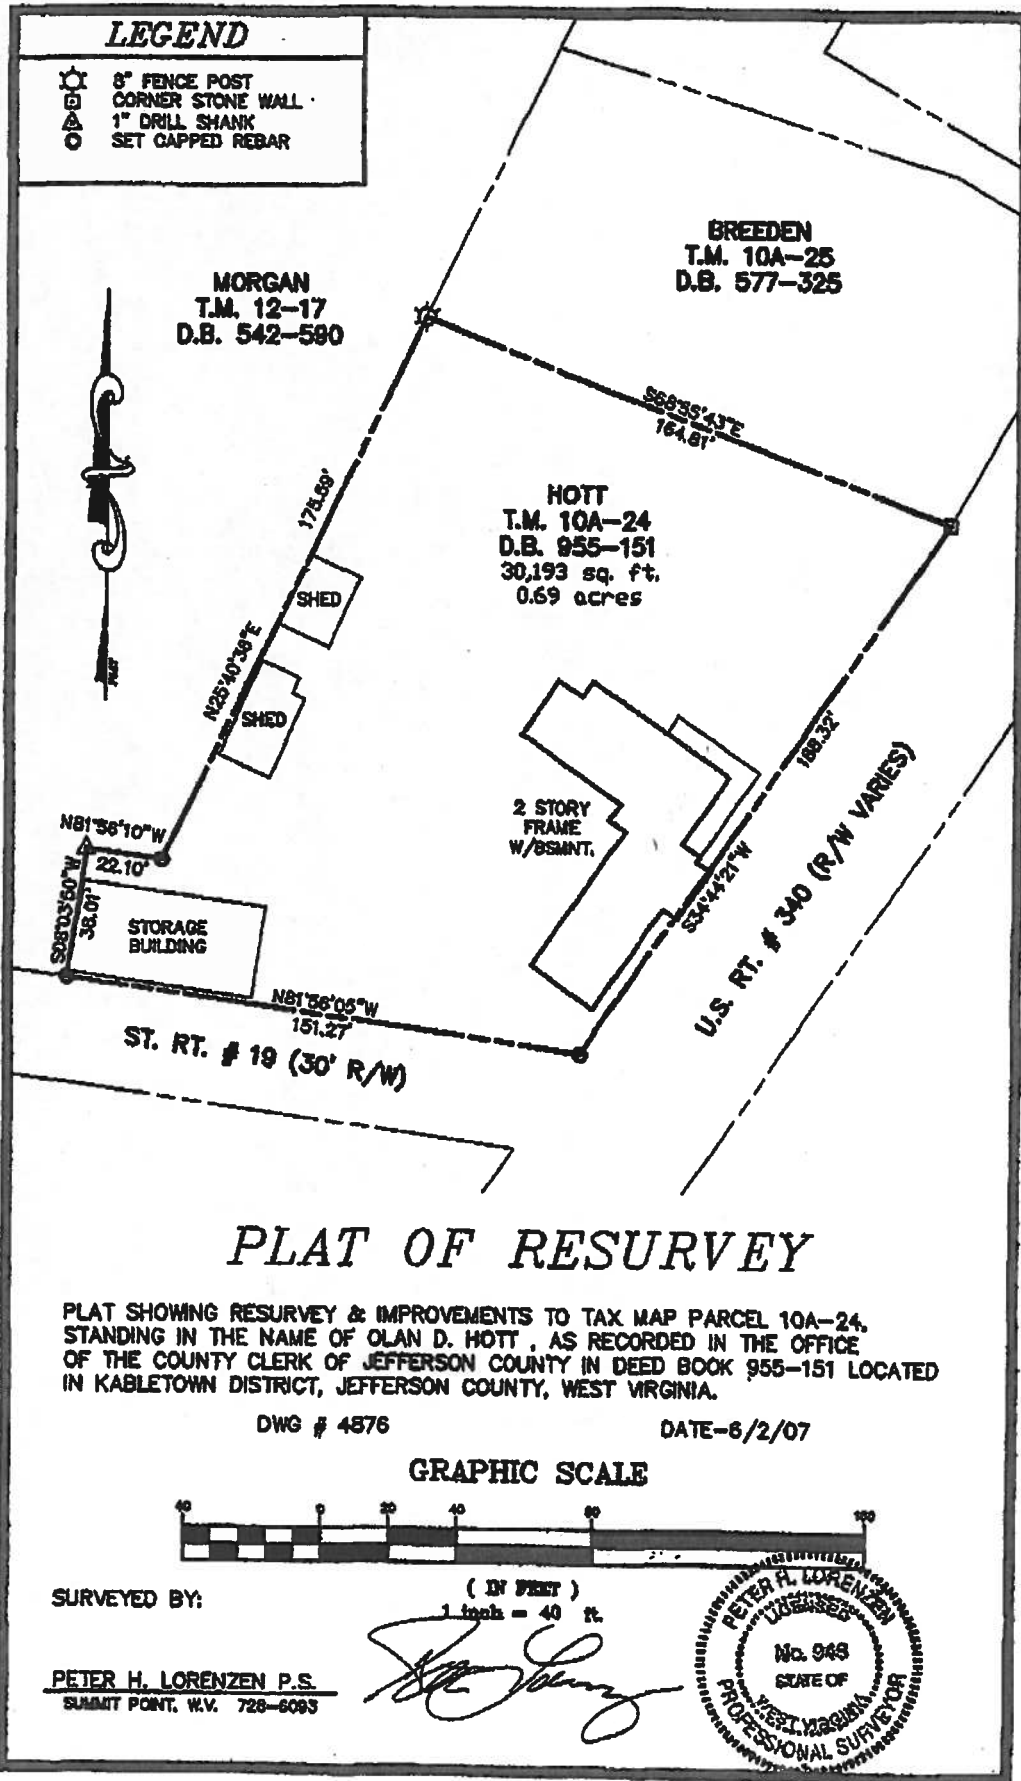 LEGEND
8" FENCE POST
CORNER STONE WALL
1" DRILL SHANK
SET CAPPED REBAR
BREEDEN
T.M. 10A-25
D.B. 577-325
MORGAN
T.M. 12-17
D.B. 542-590
S68°55'43"E
164.81'
175.69'
HOTT
T.M. 10A-24
D.B. 955-151
30,193 sq. ft.
0.69 acres
SHED
N25°40'36"E
SHED
188.32'
2 STORY
FRAME
W/BSMNT.
S34°44'21"W
U.S. RT. # 340 (R/W VARIES)
N81°56'10"W
22.10'
S08°03'50"W
38.01'
STORAGE
BUILDING
N81°56'05"W
151.27'
ST. RT. # 19 (30' R/W)
PLAT OF RESURVEY
PLAT SHOWING RESURVEY & IMPROVEMENTS TO TAX MAP PARCEL 10A-24,
STANDING IN THE NAME OF OLAN D. HOTT , AS RECORDED IN THE OFFICE
OF THE COUNTY CLERK OF JEFFERSON COUNTY IN DEED BOOK 955-151 LOCATED
IN KABLETOWN DISTRICT, JEFFERSON COUNTY, WEST VIRGINIA.
DWG # 4876 DATE-6/2/07
GRAPHIC SCALE
40 0 20 40 80 160
( IN FEET )
1 inch = 40 ft.
SURVEYED BY:
PETER H. LORENZEN P.S.
SUMMIT POINT, W.V. 728-6093
PETER H. LORENZEN
LICENSED
No. 948
STATE OF
WEST VIRGINIA
PROFESSIONAL SURVEYOR